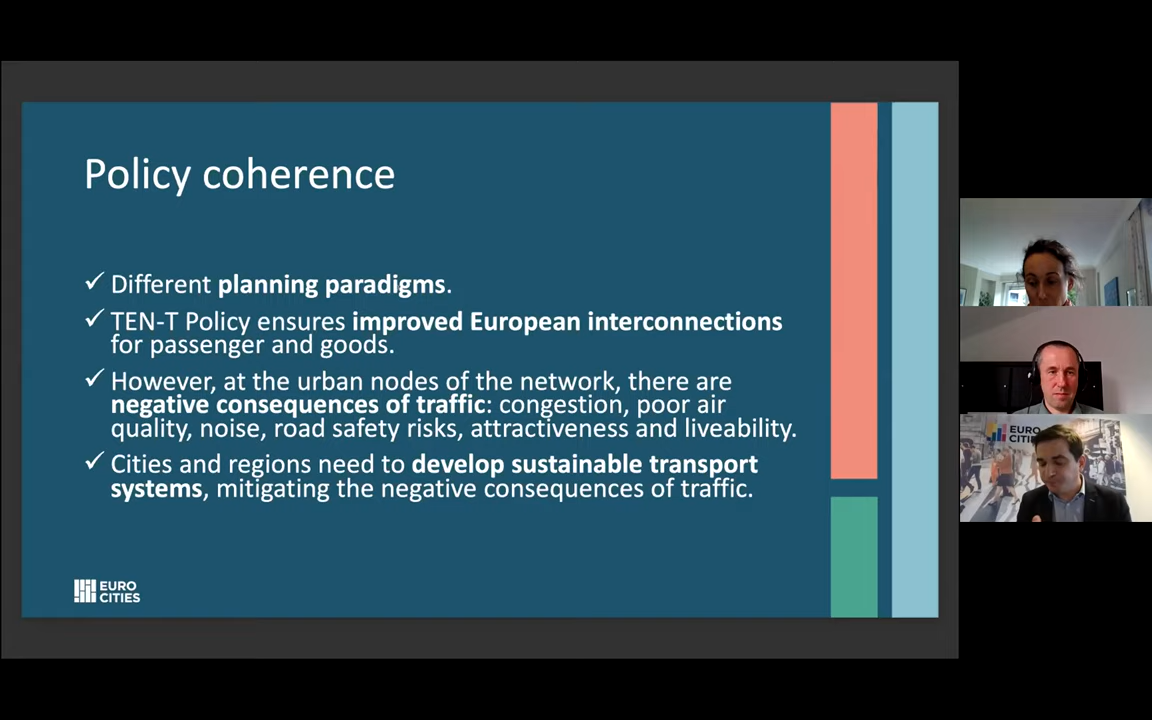 Policy coherence
✓ Different planning paradigms.
✓ TEN-T Policy ensures improved European interconnections
for passenger and goods.
✓ However, at the urban nodes of the network, there are
negative consequences of traffic: congestion, poor air
quality, noise, road safety risks, attractiveness and liveability.
✓ Cities and regions need to develop sustainable transport
systems, mitigating the negative consequences of traffic.
EURO
CITIES
EURO
CITI